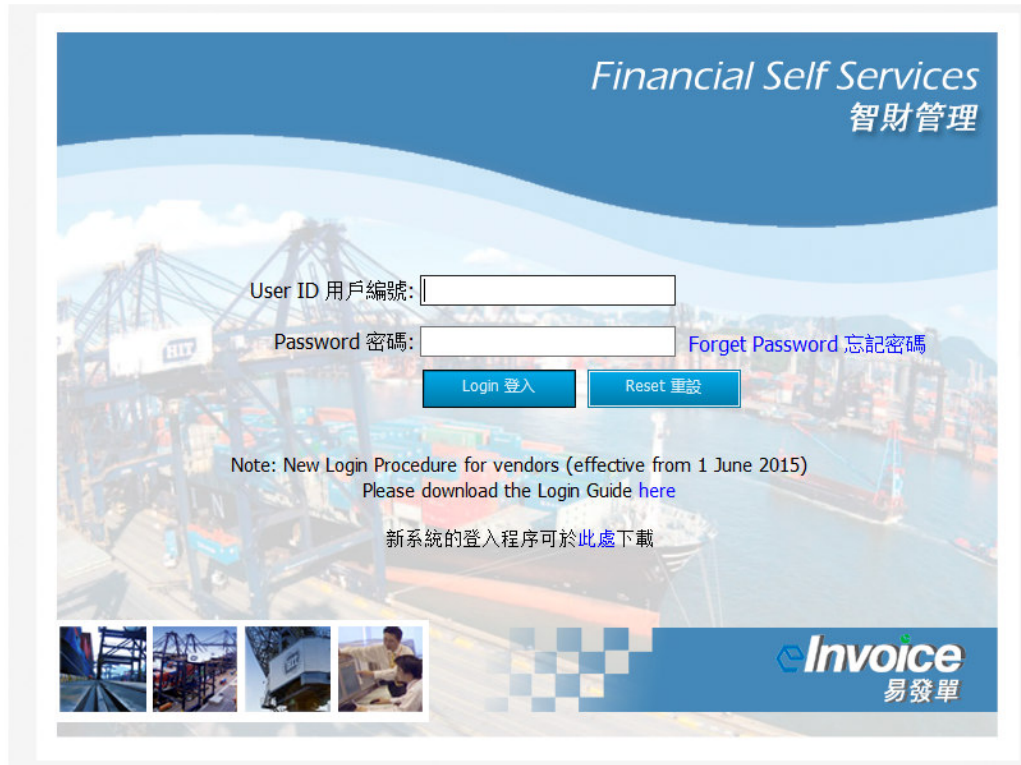 Financial Self Services
智財管理
HIT
User ID 用戶編號:
Password 密碼: Forget Password 忘記密碼
Login 登入 Reset 重設
Note: New Login Procedure for vendors (effective from 1 June 2015)
Please download the Login Guide here
新系統的登入程序可於此處下載
HIT
eInvoice
易發單